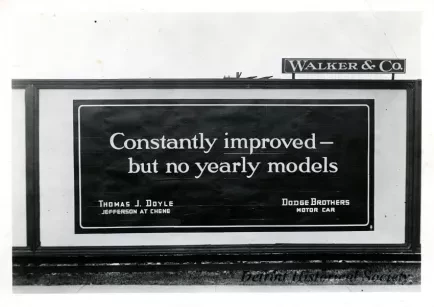 WALKER & CO.
Constantly improved—
but no yearly models
THOMAS J. DOYLE
JEFFERSON AT CHENE
DODGE BROTHERS
MOTOR CAR
Detroit Historical Society